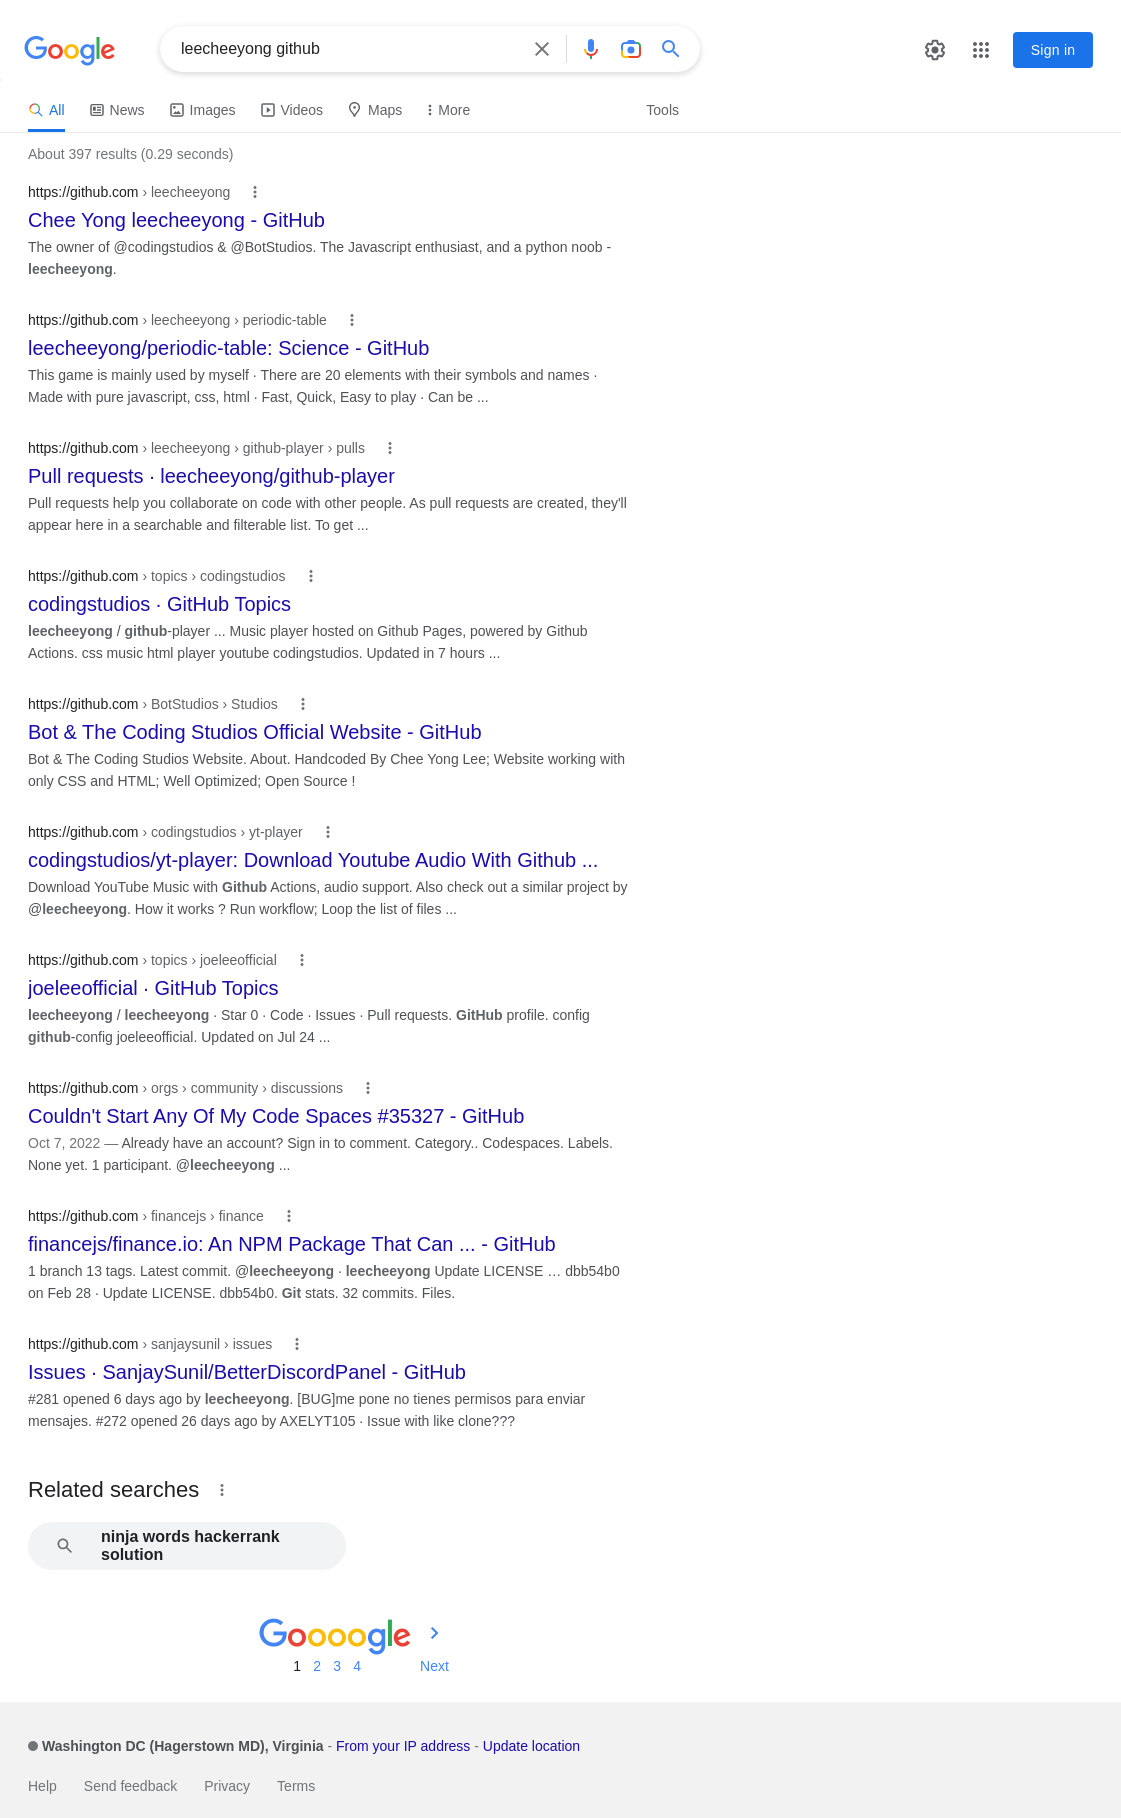 Google
leecheeyong github
Sign in
All
News
Images
Videos
Maps
More
Tools
About 397 results (0.29 seconds)
https://github.com › leecheeyong
Chee Yong leecheeyong - GitHub
The owner of @codingstudios & @BotStudios. The Javascript enthusiast, and a python noob -
leecheeyong.
https://github.com › leecheeyong › periodic-table
leecheeyong/periodic-table: Science - GitHub
This game is mainly used by myself · There are 20 elements with their symbols and names ·
Made with pure javascript, css, html · Fast, Quick, Easy to play · Can be ...
https://github.com › leecheeyong › github-player › pulls
Pull requests · leecheeyong/github-player
Pull requests help you collaborate on code with other people. As pull requests are created, they'll
appear here in a searchable and filterable list. To get ...
https://github.com › topics › codingstudios
codingstudios · GitHub Topics
leecheeyong / github-player ... Music player hosted on Github Pages, powered by Github
Actions. css music html player youtube codingstudios. Updated in 7 hours ...
https://github.com › BotStudios › Studios
Bot & The Coding Studios Official Website - GitHub
Bot & The Coding Studios Website. About. Handcoded By Chee Yong Lee; Website working with
only CSS and HTML; Well Optimized; Open Source !
https://github.com › codingstudios › yt-player
codingstudios/yt-player: Download Youtube Audio With Github ...
Download YouTube Music with Github Actions, audio support. Also check out a similar project by
@leecheeyong. How it works ? Run workflow; Loop the list of files ...
https://github.com › topics › joeleeofficial
joeleeofficial · GitHub Topics
leecheeyong / leecheeyong · Star 0 · Code · Issues · Pull requests. GitHub profile. config
github-config joeleeofficial. Updated on Jul 24 ...
https://github.com › orgs › community › discussions
Couldn't Start Any Of My Code Spaces #35327 - GitHub
Oct 7, 2022 — Already have an account? Sign in to comment. Category.. Codespaces. Labels.
None yet. 1 participant. @leecheeyong ...
https://github.com › financejs › finance
financejs/finance.io: An NPM Package That Can ... - GitHub
1 branch 13 tags. Latest commit. @leecheeyong · leecheeyong Update LICENSE … dbb54b0
on Feb 28 · Update LICENSE. dbb54b0. Git stats. 32 commits. Files.
https://github.com › sanjaysunil › issues
Issues · SanjaySunil/BetterDiscordPanel - GitHub
#281 opened 6 days ago by leecheeyong. [BUG]me pone no tienes permisos para enviar
mensajes. #272 opened 26 days ago by AXELYT105 · Issue with like clone???
Related searches
ninja words hackerrank
solution
Gooooogle
1 2 3 4 Next
Washington DC (Hagerstown MD), Virginia - From your IP address - Update location
Help Send feedback Privacy Terms